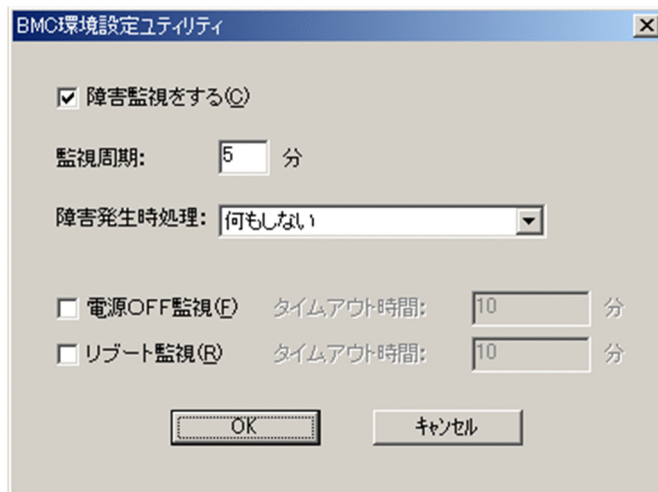 BMC環境設定ユティリティ
障害監視をする(C)
監視周期: 5 分
障害発生時処理: 何もしない
電源OFF監視(F) タイムアウト時間: 10 分
リブート監視(R) タイムアウト時間: 10 分
OK キャンセル